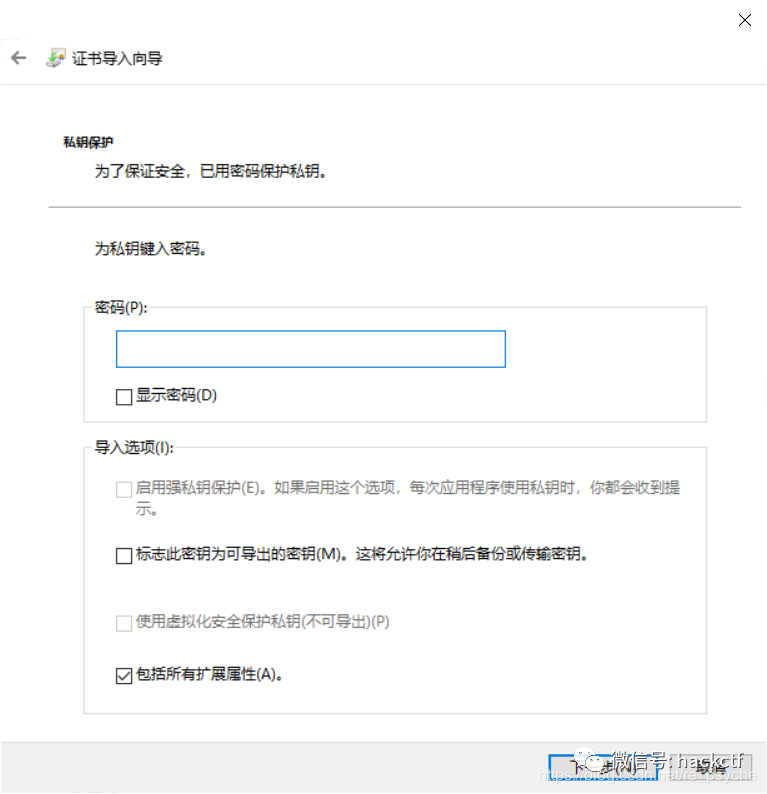 证书导入向导
私钥保护
为了保证安全，已用密码保护私钥。
为私钥键入密码。
密码(P):
显示密码(D)
导入选项(I):
启用强私钥保护(E)。如果启用这个选项，每次应用程序使用私钥时，你都会收到提
示。
标志此密钥为可导出的密钥(M)。这将允许你在稍后备份或传输密钥。
使用虚拟化安全保护私钥(不可导出)(P)
包括所有扩展属性(A)。
下一步(N)
取消
微信号: hackctf
https://blog.csdn.net/re_psyche